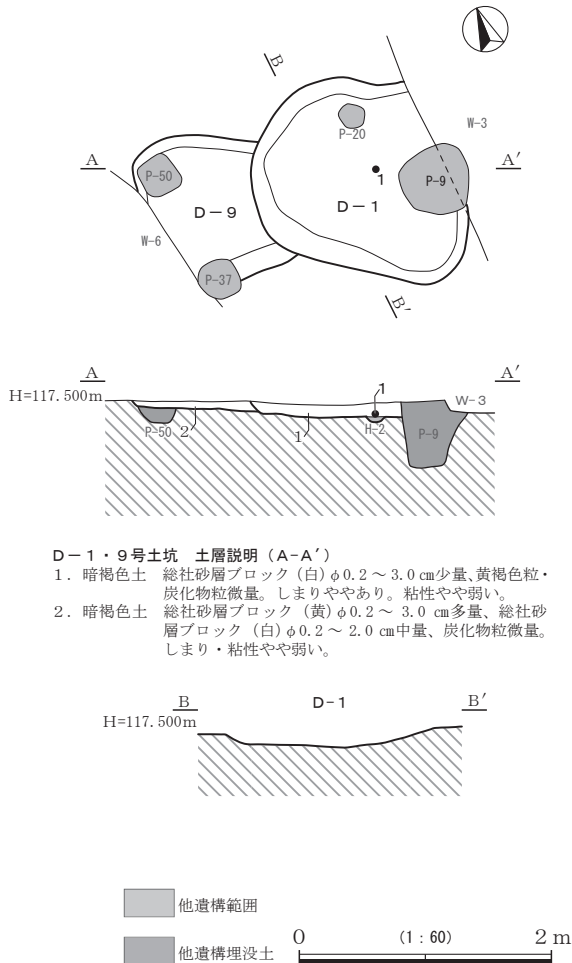 B
P-20
W-3
A
A′
P-50
1
P-9
D-9
D-1
W-6
P-37
B′
A
A′
H=117.500m
1
W-3
P-50
2
1
H-2
P-9
D-1・9号土坑 土層説明（A-A′）
1．暗褐色土 総社砂層ブロック（白）φ0.2～3.0㎝少量、黄褐色粒・
炭化物粒微量。しまりややあり。粘性やや弱い。
2．暗褐色土 総社砂層ブロック（黄）φ0.2～3.0㎝多量、総社砂
層ブロック（白）φ0.2～2.0㎝中量、炭化物粒微量。
しまり・粘性やや弱い。
B
D-1
B′
H=117.500m
他遺構範囲
他遺構埋没土
0
(1:60)
2m